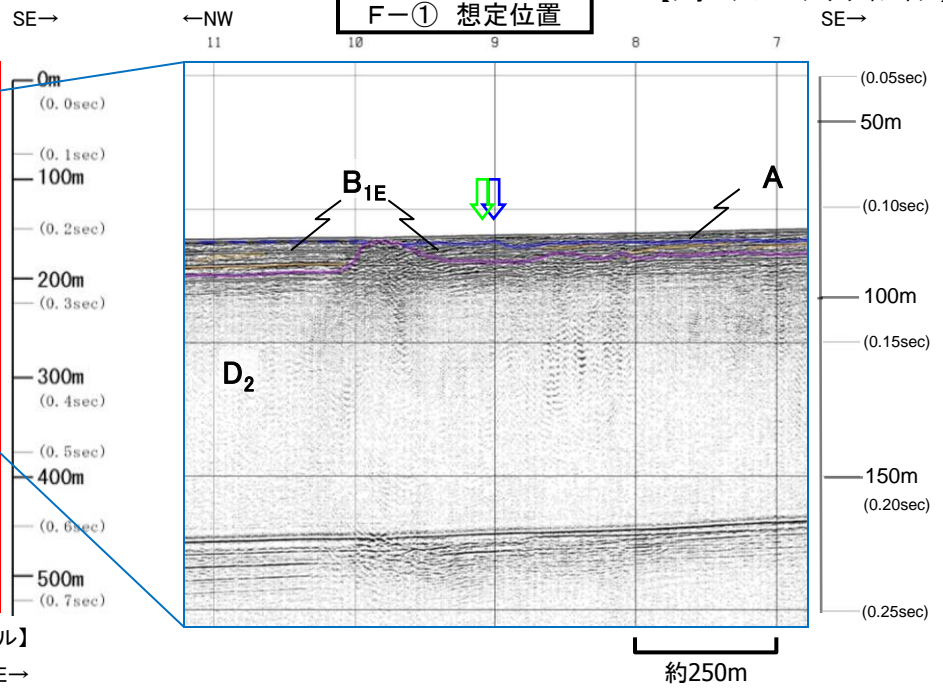 SE→
←NW
F－① 想定位置
SE→
11 10 9 8 7
0m
(0.0sec)
(0.1sec)
100m
(0.2sec)
200m
(0.3sec)
300m
(0.4sec)
(0.5sec)
400m
(0.6sec)
500m
(0.7sec)
B1E
A
D2
(0.05sec)
50m
(0.10sec)
100m
(0.15sec)
150m
(0.20sec)
(0.25sec)
ル】
E→
約250m